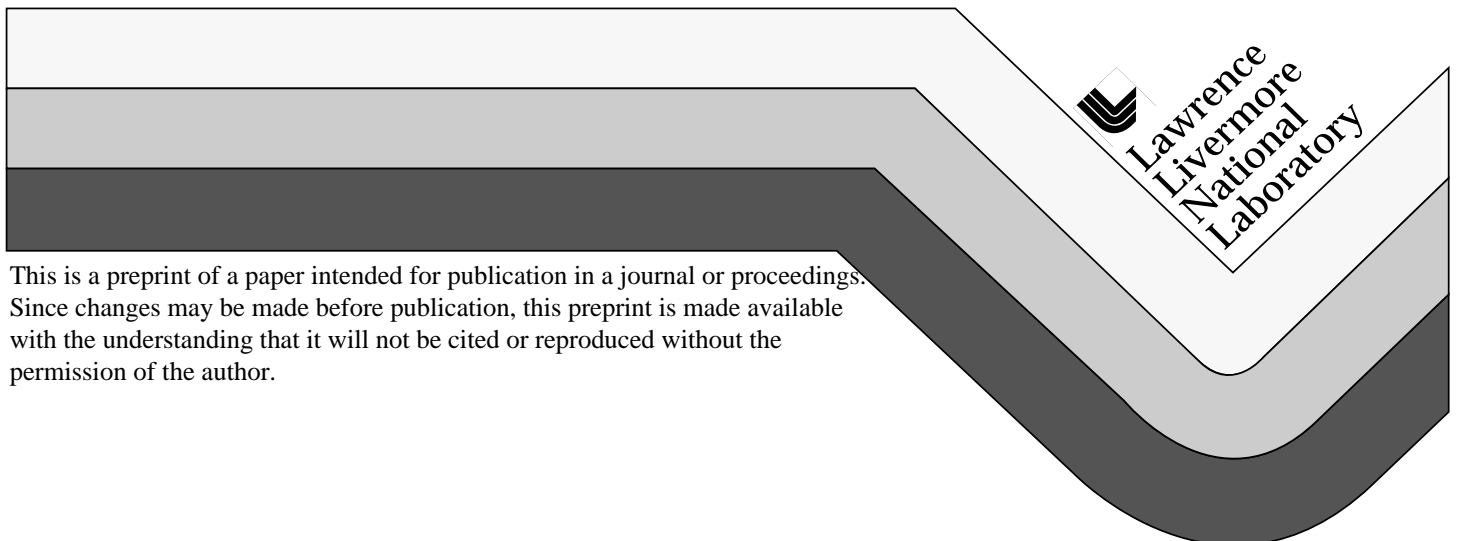 Lawrence
Livermore
National
Laboratory
This is a preprint of a paper intended for publication in a journal or proceedings.
Since changes may be made before publication, this preprint is made available
with the understanding that it will not be cited or reproduced without the
permission of the author.